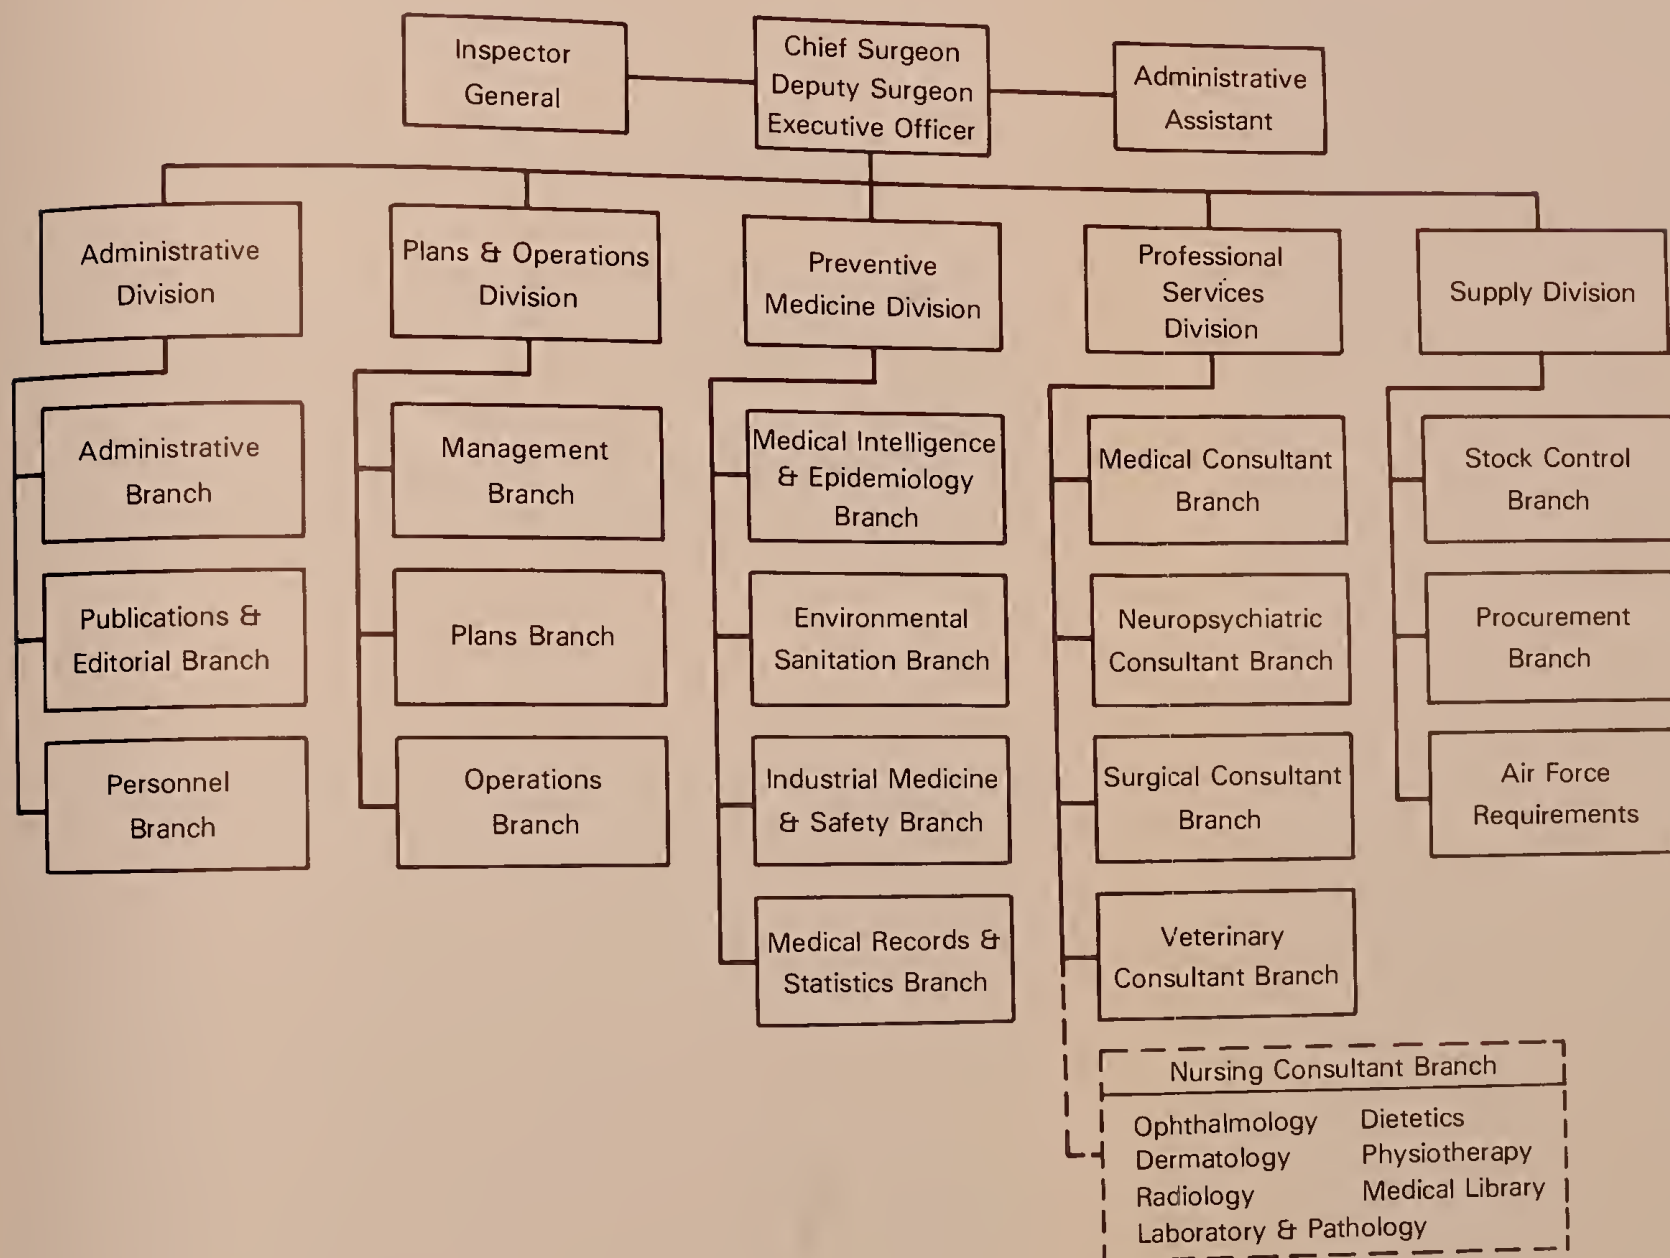 Inspector
General
Chief Surgeon
Deputy Surgeon
Executive Officer
Administrative
Assistant
Administrative
Division
Plans & Operations
Division
Preventive
Medicine Division
Professional
Services
Division
Supply Division
Administrative
Branch
Publications &
Editorial Branch
Personnel
Branch
Management
Branch
Plans Branch
Operations
Branch
Medical Intelligence
& Epidemiology
Branch
Environmental
Sanitation Branch
Industrial Medicine
& Safety Branch
Medical Records &
Statistics Branch
Medical Consultant
Branch
Neuropsychiatric
Consultant Branch
Surgical Consultant
Branch
Veterinary
Consultant Branch
Nursing Consultant Branch
Ophthalmology Dietetics
Dermatology Physiotherapy
Radiology Medical Library
Laboratory & Pathology
Stock Control
Branch
Procurement
Branch
Air Force
Requirements